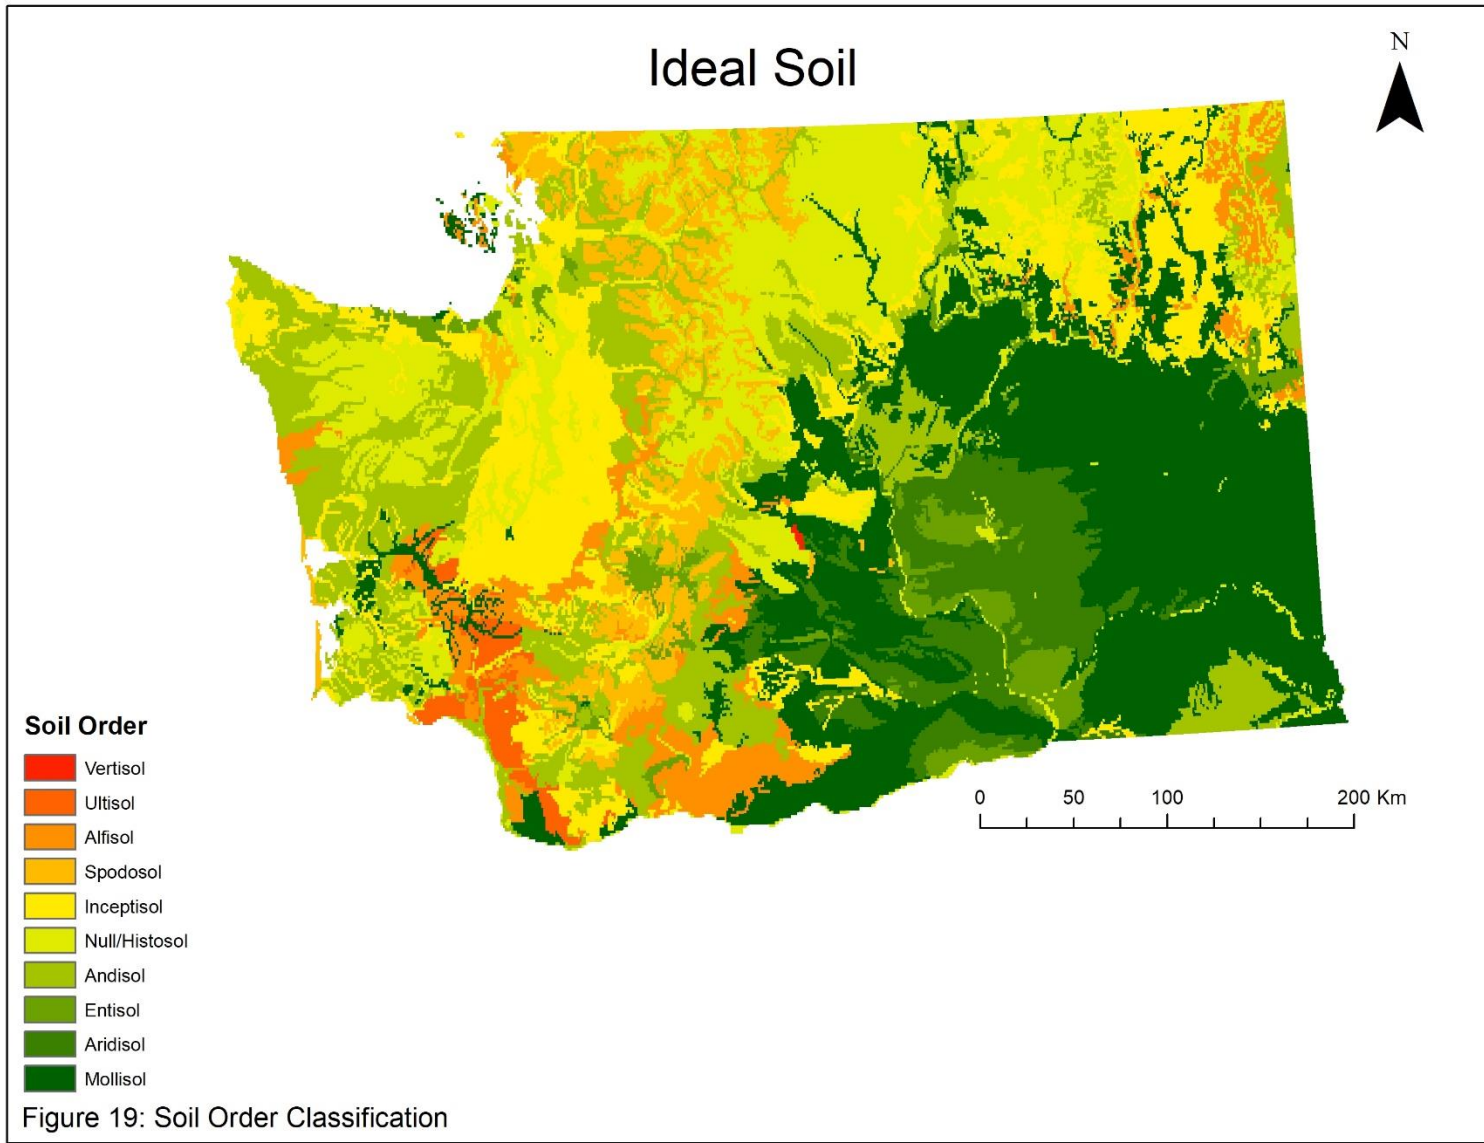 Ideal Soil
N
Soil Order
Vertisol
Ultisol
Alfisol
Spodosol
Inceptisol
Null/Histosol
Andisol
Entisol
Aridisol
Mollisol
0 50 100 200 Km
Figure 19: Soil Order Classification